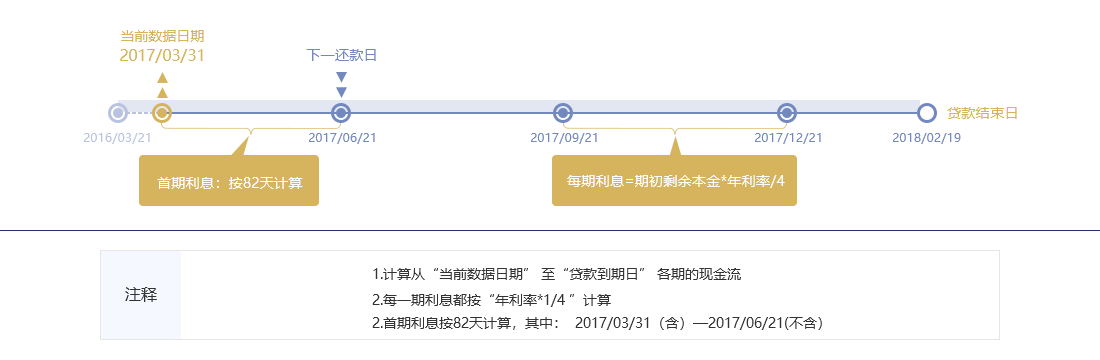 当前数据日期
2017/03/31
下一还款日
贷款结束日
2016/03/21
2017/06/21
2017/09/21
2017/12/21
2018/02/19
首期利息：按82天计算
每期利息=期初剩余本金*年利率/4
注释
1.计算从“当前数据日期” 至“贷款到期日” 各期的现金流
2.每一期利息都按“年利率*1/4 ”计算
2.首期利息按82天计算，其中： 2017/03/31（含）—2017/06/21(不含）